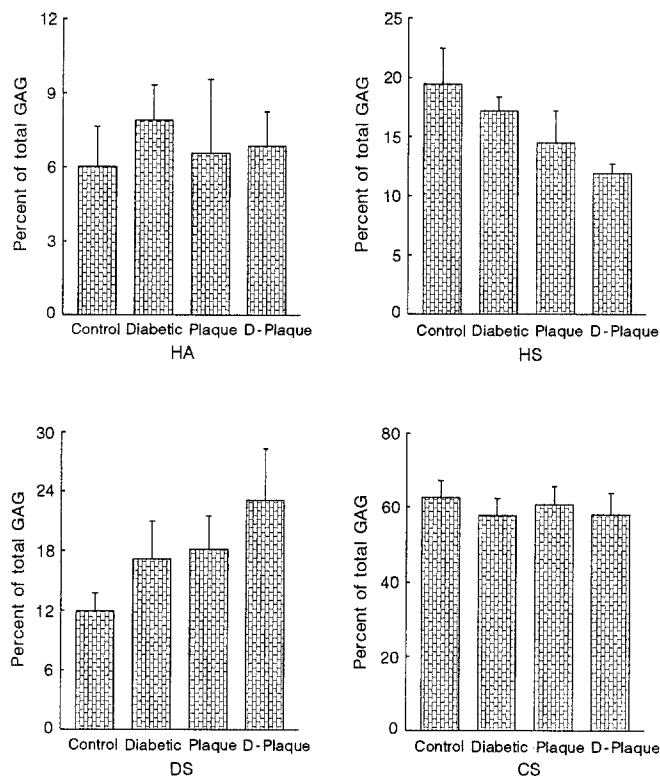 Percent of total GAG
12
9
6
3
0
Control Diabetic Plaque D-Plaque
HA
Percent of total GAG
25
20
15
10
5
0
Control Diabetic Plaque D-Plaque
HS
Percent of total GAG
30
24
18
12
6
0
Control Diabetic Plaque D-Plaque
DS
Percent of total GAG
80
60
40
20
0
Control Diabetic Plaque D-Plaque
CS